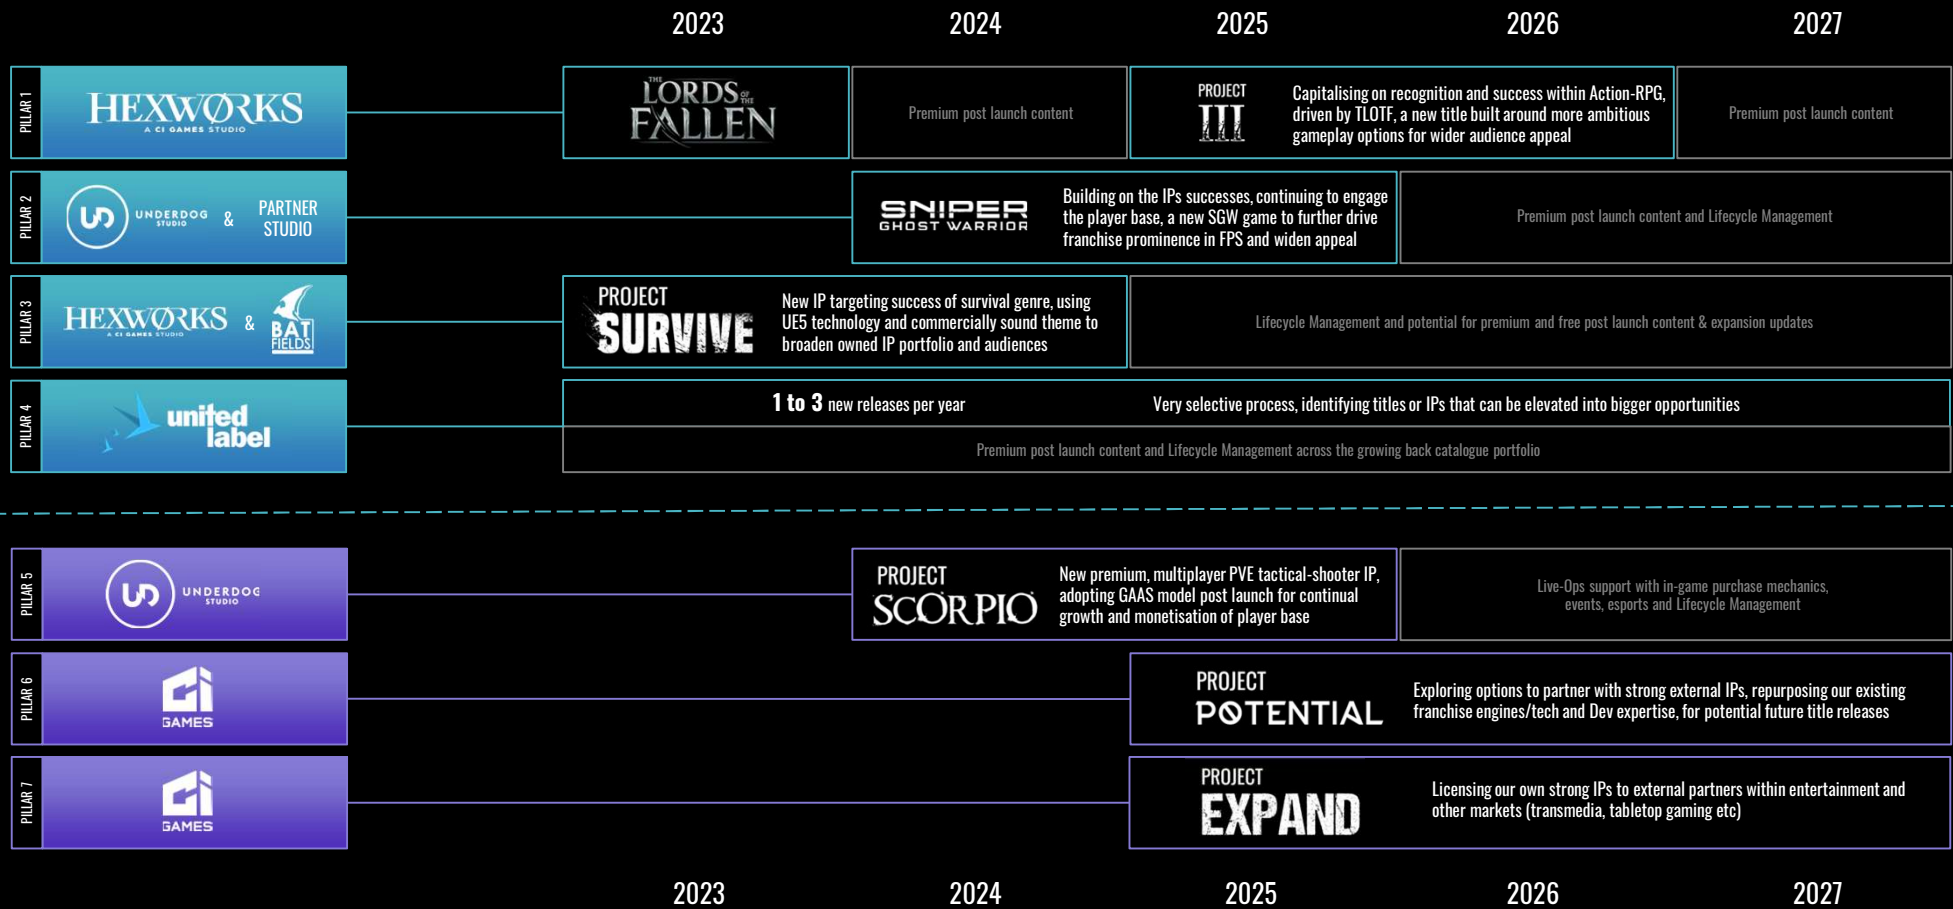 2023 2024 2025 2026 2027
PILLAR 1
HEXWORKS
A CI GAMES STUDIO
THE
LORDS OF THE
FALLEN
Premium post launch content
PROJECT
III
Capitalising on recognition and success within Action-RPG,
driven by TLOTF, a new title built around more ambitious
gameplay options for wider audience appeal
Premium post launch content
PILLAR 2
UD UNDERDOG
STUDIO
&
PARTNER
STUDIO
SNIPER
GHOST WARRIOR
Building on the IPs successes, continuing to engage
the player base, a new SGW game to further drive
franchise prominence in FPS and widen appeal
Premium post launch content and Lifecycle Management
PILLAR 3
HEXWORKS
A CI GAMES STUDIO
&
BAT
FIELDS
PROJECT
SURVIVE
New IP targeting success of survival genre, using
UE5 technology and commercially sound theme to
broaden owned IP portfolio and audiences
Lifecycle Management and potential for premium and free post launch content & expansion updates
PILLAR 4
united
label
1 to 3 new releases per year
Very selective process, identifying titles or IPs that can be elevated into bigger opportunities
Premium post launch content and Lifecycle Management across the growing back catalogue portfolio
PILLAR 5
UD UNDERDOG
STUDIO
PROJECT
SCORPIO
New premium, multiplayer PVE tactical-shooter IP,
adopting GAAS model post launch for continual
growth and monetisation of player base
Live-Ops support with in-game purchase mechanics,
events, esports and Lifecycle Management
PILLAR 6
CI
GAMES
PROJECT
POTENTIAL
Exploring options to partner with strong external IPs, repurposing our existing
franchise engines/tech and Dev expertise, for potential future title releases
PILLAR 7
CI
GAMES
PROJECT
EXPAND
Licensing our own strong IPs to external partners within entertainment and
other markets (transmedia, tabletop gaming etc)
2023 2024 2025 2026 2027